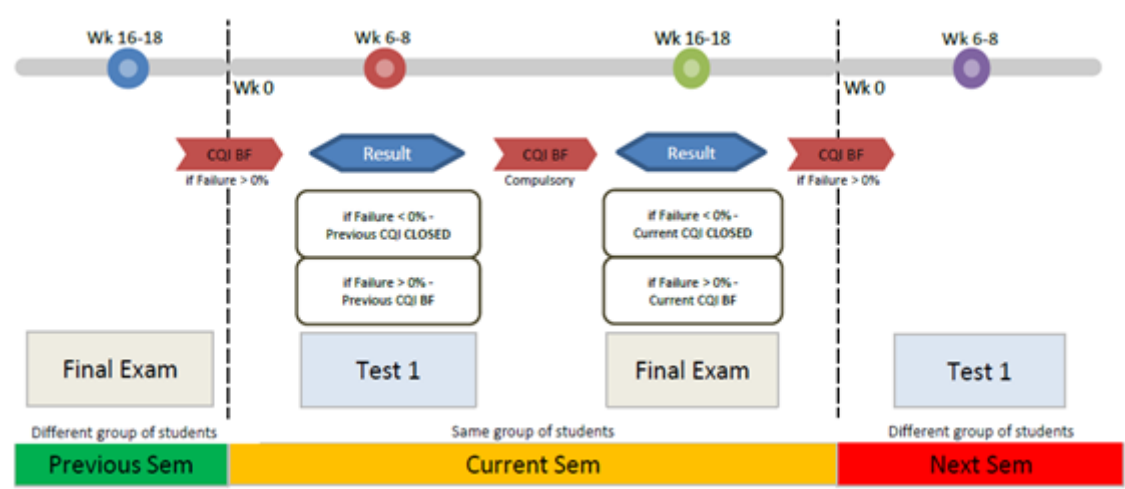 Wk 16-18
Wk 6-8
Wk 16-18
Wk 6-8
Wk 0
Wk 0
CQI BF
Result
CQI BF
Result
CQI BF
if Failure > 0%
Compulsory
if Failure > 0%
if Failure < 0% -
Previous CQI CLOSED
if Failure < 0% -
Current CQI CLOSED
if Failure > 0% -
Previous CQI BF
if Failure > 0% -
Current CQI BF
Final Exam
Test 1
Final Exam
Test 1
Different group of students
Same group of students
Different group of students
Previous Sem
Current Sem
Next Sem